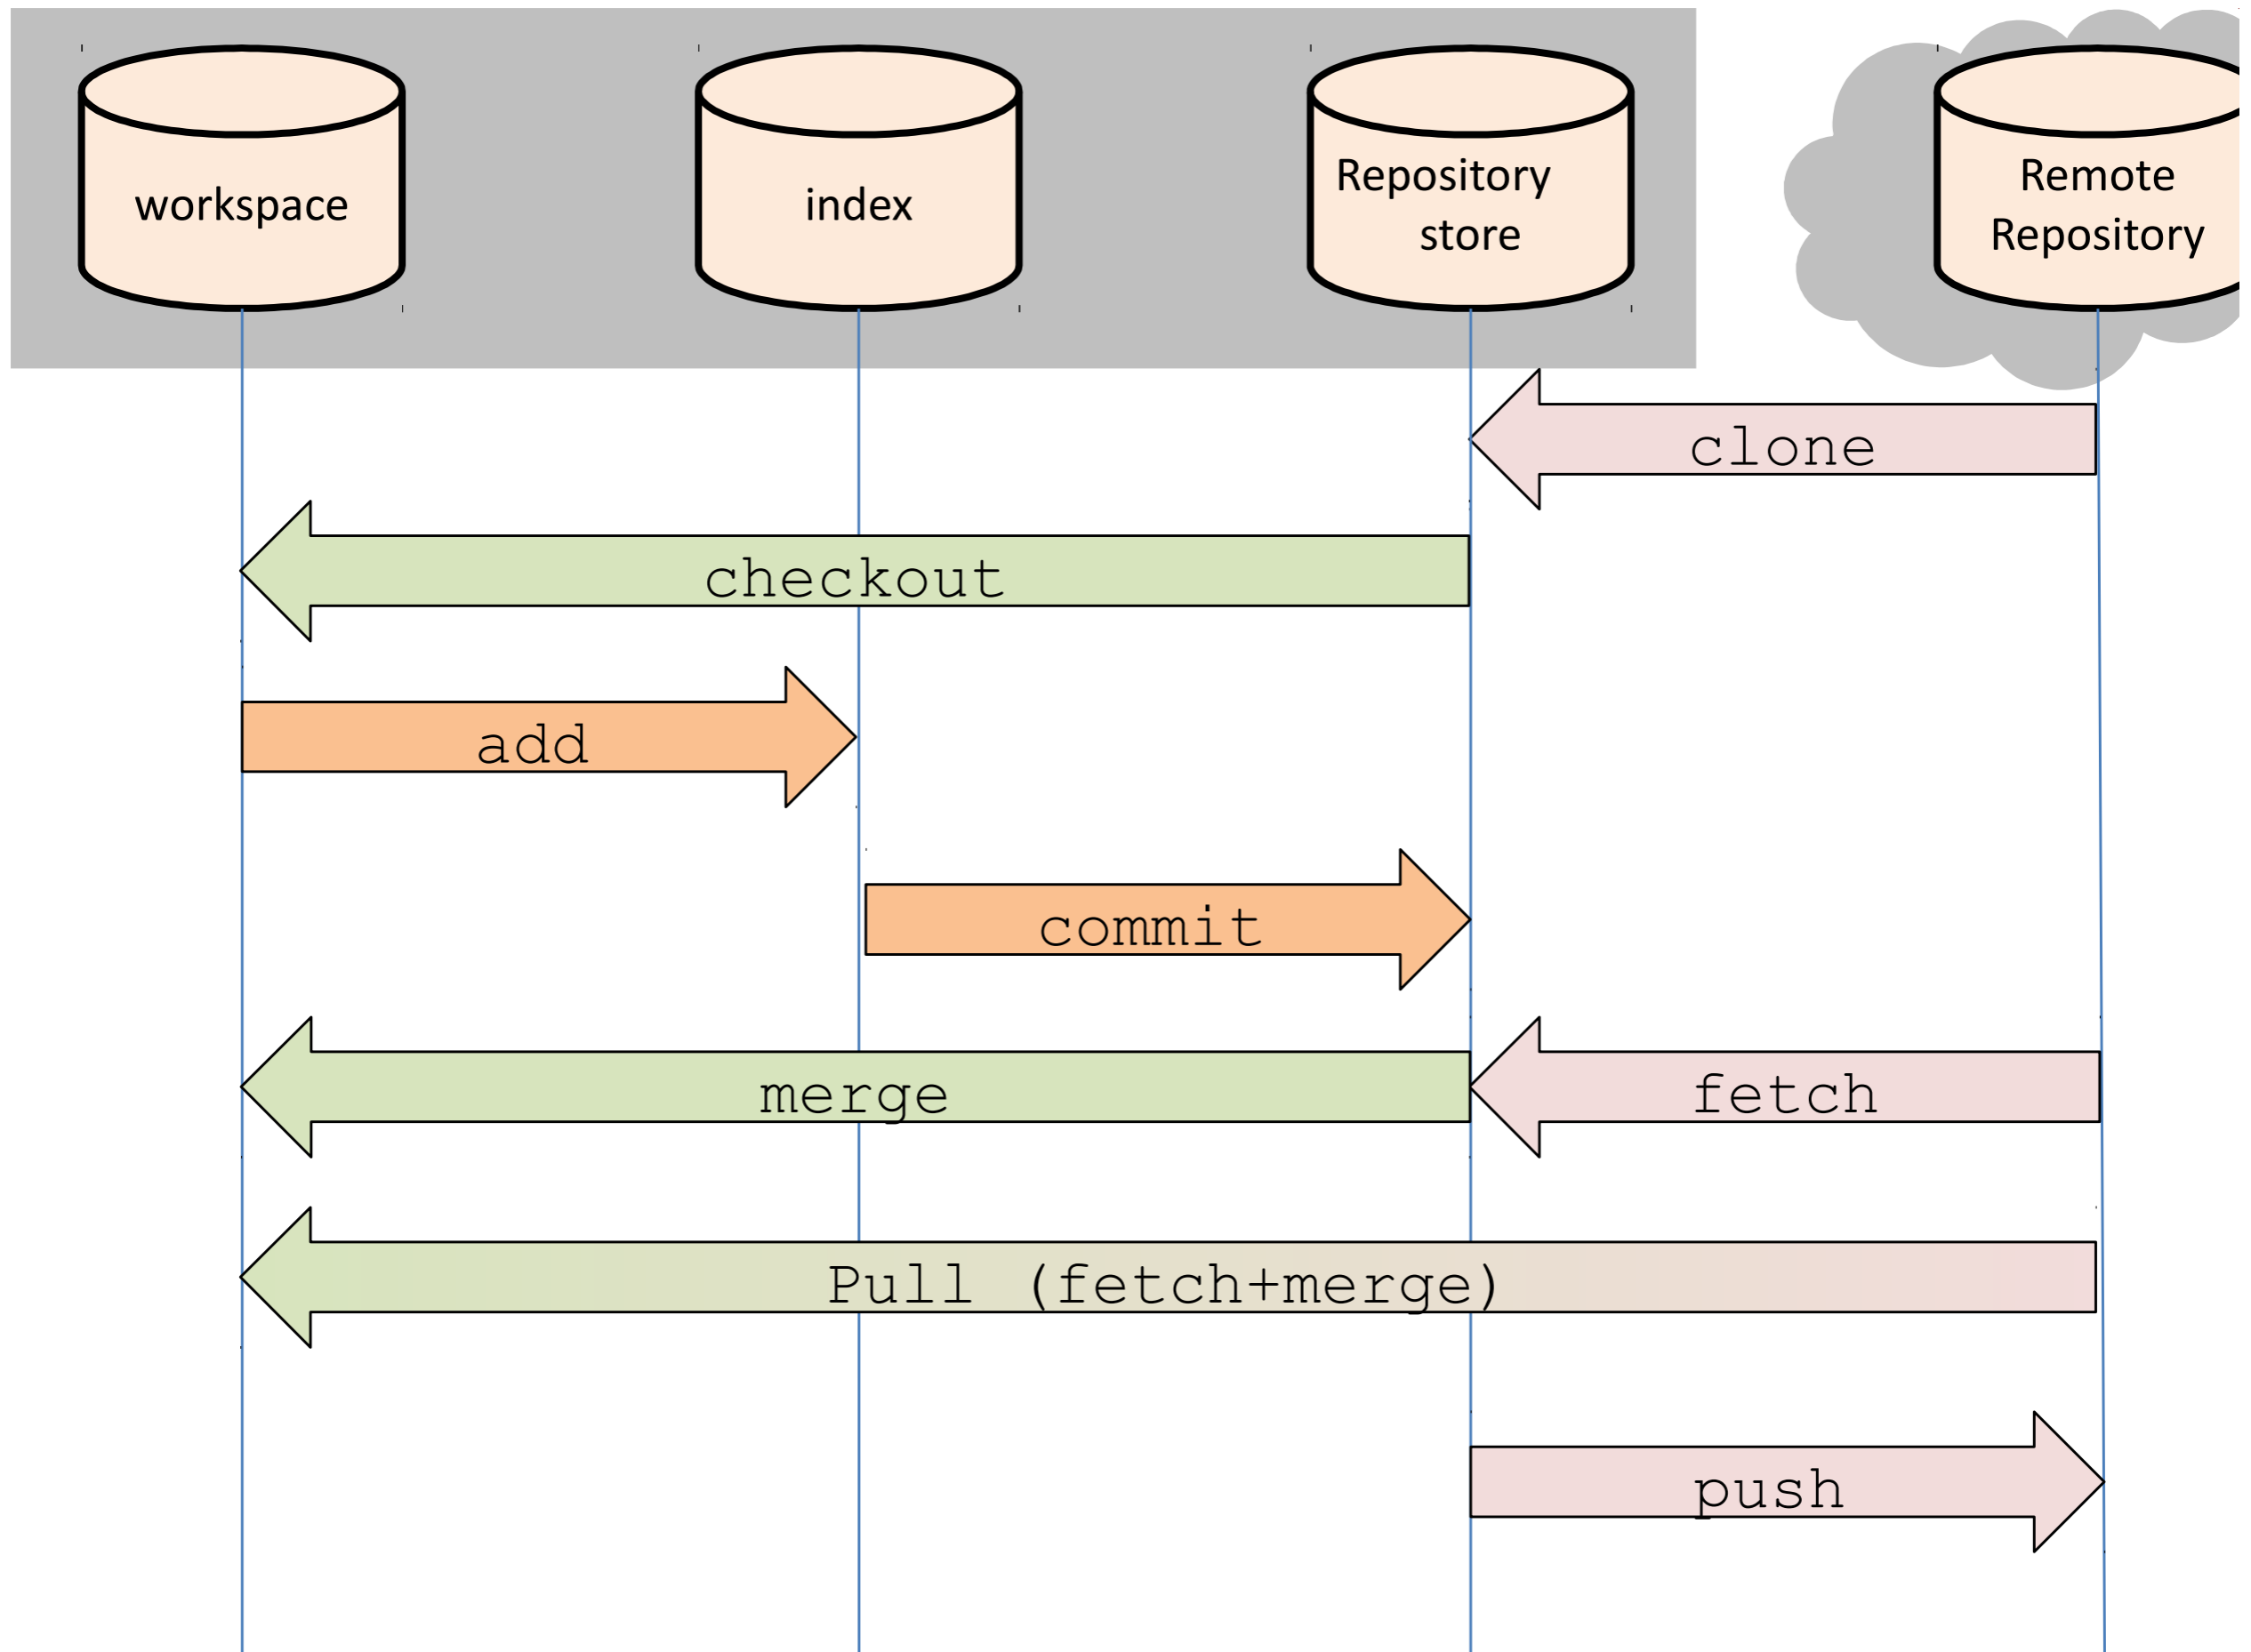 workspace
index
Repository
store
Remote
Repository
clone
checkout
add
commit
merge
fetch
Pull (fetch+merge)
push